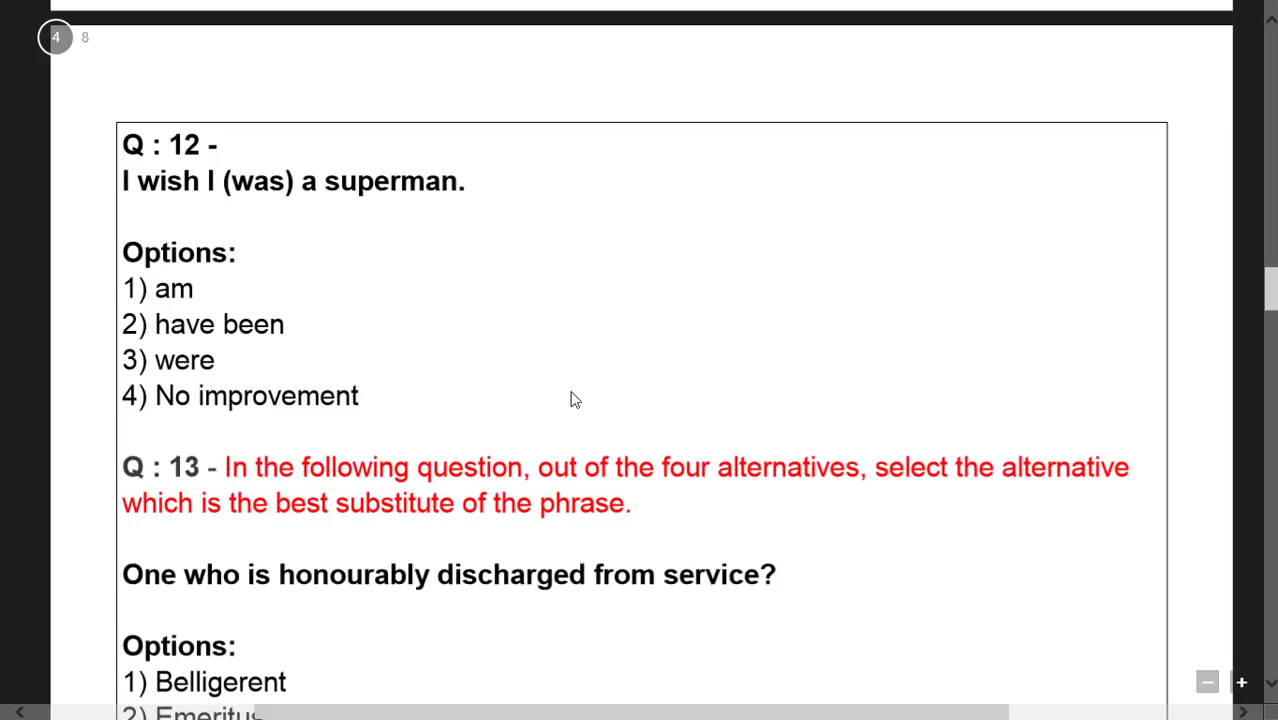 4 8
Q : 12 -
I wish I (was) a superman.
Options:
1) am
2) have been
3) were
4) No improvement
Q : 13 - In the following question, out of the four alternatives, select the alternative
which is the best substitute of the phrase.
One who is honourably discharged from service?
Options:
1) Belligerent
2) Emeritus